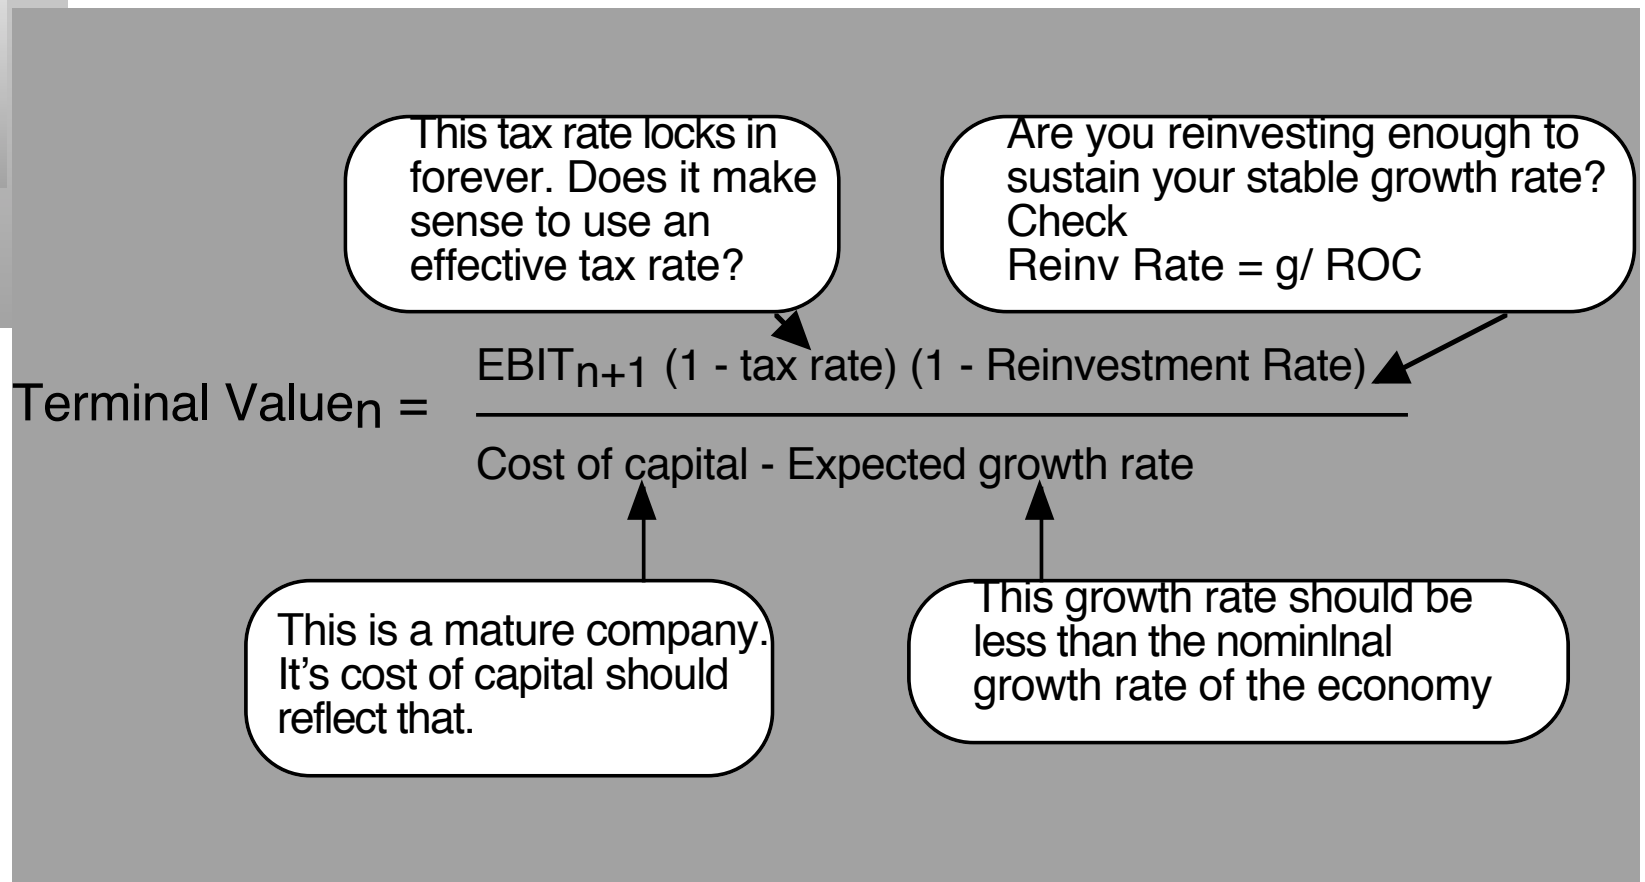 This tax rate locks in
forever. Does it make
sense to use an
effective tax rate?
Are you reinvesting enough to
sustain your stable growth rate?
Check
Reinv Rate = g/ ROC
EBITn+1 (1 - tax rate) (1 - Reinvestment Rate)
Terminal Valuen =
Cost of capital - Expected growth rate
This is a mature company.
It's cost of capital should
reflect that.
This growth rate should be
less than the nominlnal
growth rate of the economy